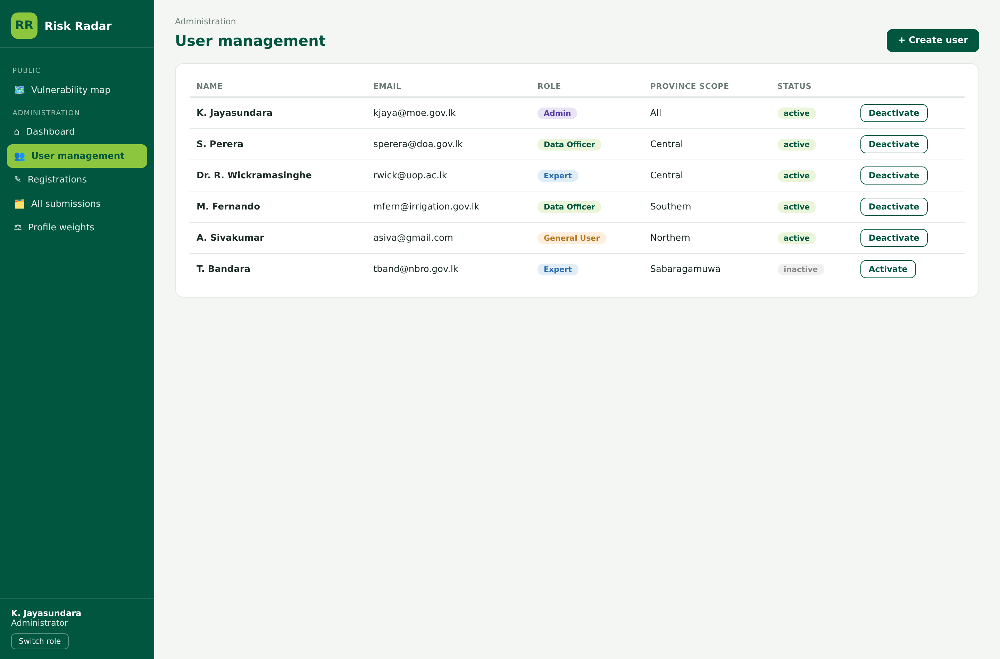 RR Risk Radar
PUBLIC
Vulnerability map
ADMINISTRATION
Dashboard
User management
Registrations
All submissions
Profile weights
K. Jayasundara
Administrator
Switch role
Administration
User management
+ Create user
NAME EMAIL ROLE PROVINCE SCOPE STATUS
K. Jayasundara kjaya@moe.gov.lk Admin All active Deactivate
S. Perera sperera@doa.gov.lk Data Officer Central active Deactivate
Dr. R. Wickramasinghe rwick@uop.ac.lk Expert Central active Deactivate
M. Fernando mfern@irrigation.gov.lk Data Officer Southern active Deactivate
A. Sivakumar asiva@gmail.com General User Northern active Deactivate
T. Bandara tband@nbro.gov.lk Expert Sabaragamuwa inactive Activate